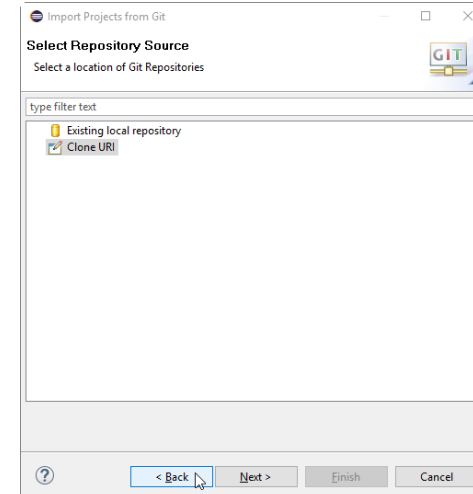 Import Projects from Git
Select Repository Source
Select a location of Git Repositories
GIT
type filter text
Existing local repository
Clone URI
? < Back Next > Finish Cancel